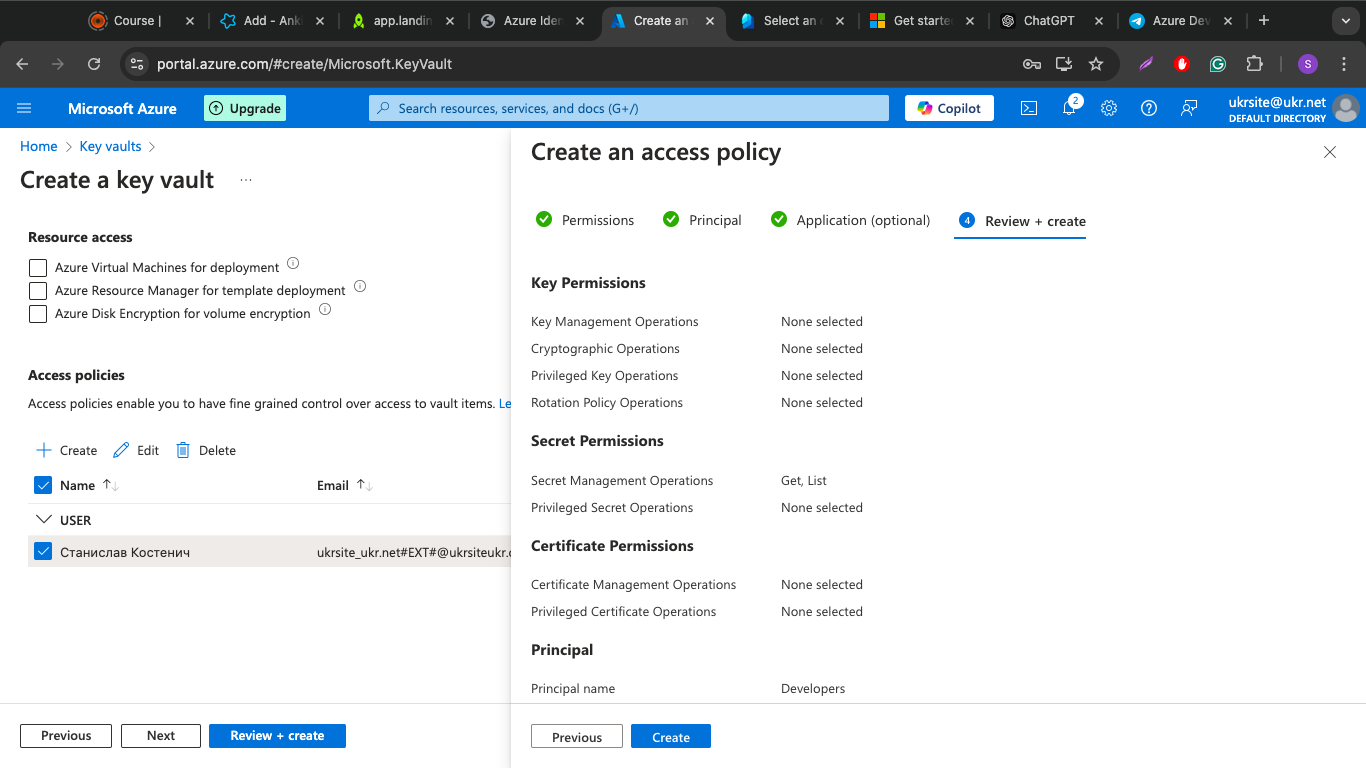 Course |
Add - Anki
app.landin
Azure Iden
Create an
Select an
Get starte
ChatGPT
Azure Dev
portal.azure.com/#create/Microsoft.KeyVault
S
Microsoft Azure
Upgrade
Search resources, services, and docs (G+/)
Copilot
2
ukrsite@ukr.net
DEFAULT DIRECTORY
Home > Key vaults >
Create a key vault ...
Resource access
Azure Virtual Machines for deployment
Azure Resource Manager for template deployment
Azure Disk Encryption for volume encryption
Access policies
Access policies enable you to have fine grained control over access to vault items. Le
Create Edit Delete
Name Email
USER
Станислав Костенич ukrsite_ukr.net#EXT#@ukrsiteukr.
Previous Next Review + create
Create an access policy
Permissions Principal Application (optional) 4 Review + create
Key Permissions
Key Management Operations None selected
Cryptographic Operations None selected
Privileged Key Operations None selected
Rotation Policy Operations None selected
Secret Permissions
Secret Management Operations Get, List
Privileged Secret Operations None selected
Certificate Permissions
Certificate Management Operations None selected
Privileged Certificate Operations None selected
Principal
Principal name Developers
Previous Create